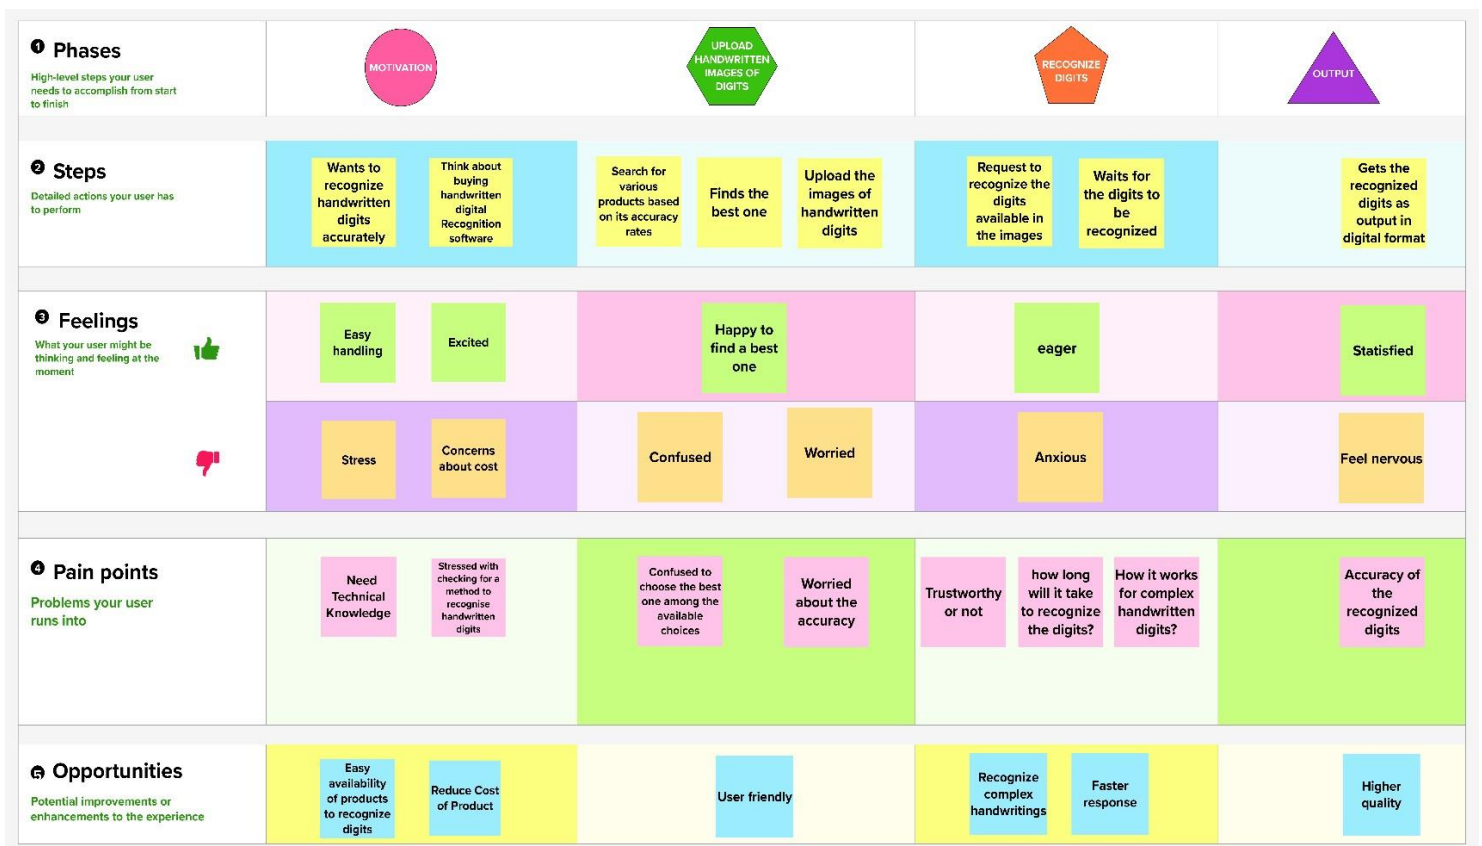 1 Phases
High-level steps your user
needs to accomplish from start
to finish
MOTIVATION
UPLOAD
HANDWRITTEN
IMAGES OF
DIGITS
RECOGNIZE
DIGITS
OUTPUT
2 Steps
Detailed actions your user has
to perform
Wants to
recognize
handwritten
digits
accurately
Think about
buying
handwritten
digital
Recognition
software
Search for
various
products based
on its accuracy
rates
Finds the
best one
Upload the
images of
handwritten
digits
Request to
recognize the
digits
available in
the images
Waits for
the digits to
be
recognized
Gets the
recognized
digits as
output in
digital format
3 Feelings
What your user might be
thinking and feeling at the
moment
Easy
handling
Excited
Happy to
find a best
one
eager
Statisfied
Stress
Concerns
about cost
Confused
Worried
Anxious
Feel nervous
4 Pain points
Problems your user
runs into
Need
Technical
Knowledge
Stressed with
checking for a
method to
recognise
handwritten
digits
Confused to
choose the best
one among the
available
choices
Worried
about the
accuracy
Trustworthy
or not
how long
will it take
to recognize
the digits?
How it works
for complex
handwritten
digits?
Accuracy of
the
recognized
digits
5 Opportunities
Potential improvements or
enhancements to the experience
Easy
availability
of products
to recognize
digits
Reduce Cost
of Product
User friendly
Recognize
complex
handwritings
Faster
response
Higher
quality